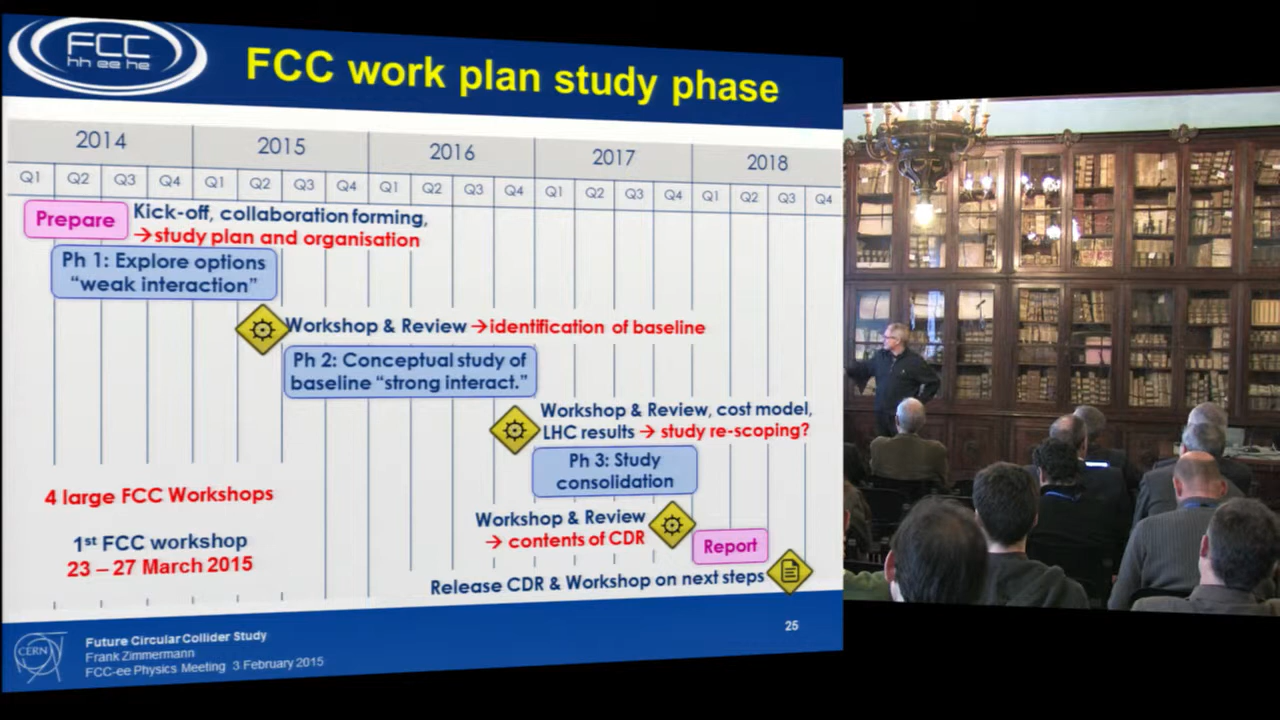 FCC
hh ee he
FCC work plan study phase
2014 2015 2016 2017 2018
Q1 Q2 Q3 Q4 Q1 Q2 Q3 Q4 Q1 Q2 Q3 Q4 Q1 Q2 Q3 Q4 Q1 Q2 Q3 Q4
Prepare
Kick-off, collaboration forming,
→study plan and organisation
Ph 1: Explore options
“weak interaction”
Workshop & Review →identification of baseline
Ph 2: Conceptual study of
baseline “strong interact.”
Workshop & Review, cost model,
LHC results → study re-scoping?
Ph 3: Study
consolidation
4 large FCC Workshops
Workshop & Review
→ contents of CDR
Report
1st FCC workshop
23 – 27 March 2015
Release CDR & Workshop on next steps
CERN
Future Circular Collider Study
Frank Zimmermann
FCC-ee Physics Meeting 3 February 2015
25